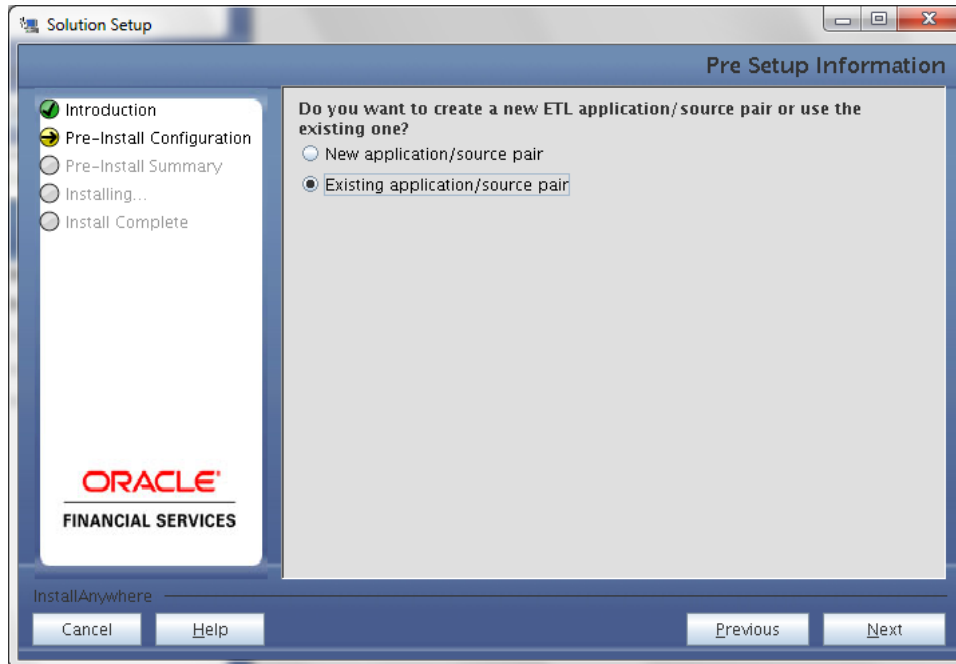 Solution Setup
Pre Setup Information
Introduction
Pre-Install Configuration
Pre-Install Summary
Installing...
Install Complete
ORACLE
FINANCIAL SERVICES
Do you want to create a new ETL application/source pair or use the
existing one?
New application/source pair
Existing application/source pair
InstallAnywhere
Cancel
Help
Previous
Next